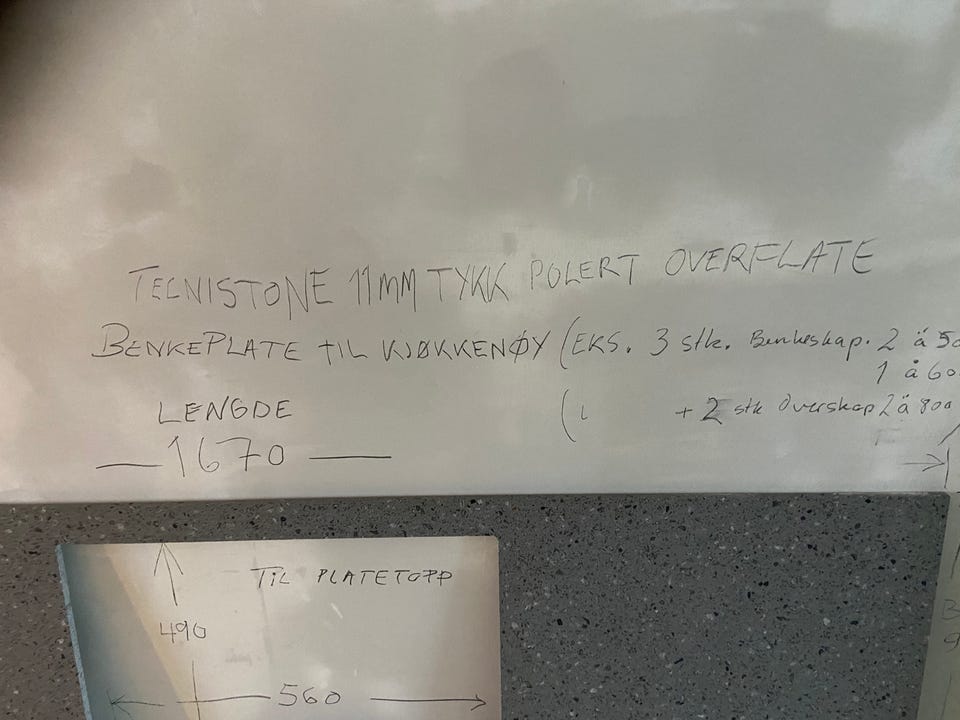 TECNISTONE 11MM TYKK POLERT OVERFLATE
BENKEPLATE TIL KJØKKENØY (EKS. 3 stk. Benkeskap. 2 à 50
1 å 60
LENGDE
( + 2 stk Overskap 2 à 800
1670
TIL PLATETOPP
490
560